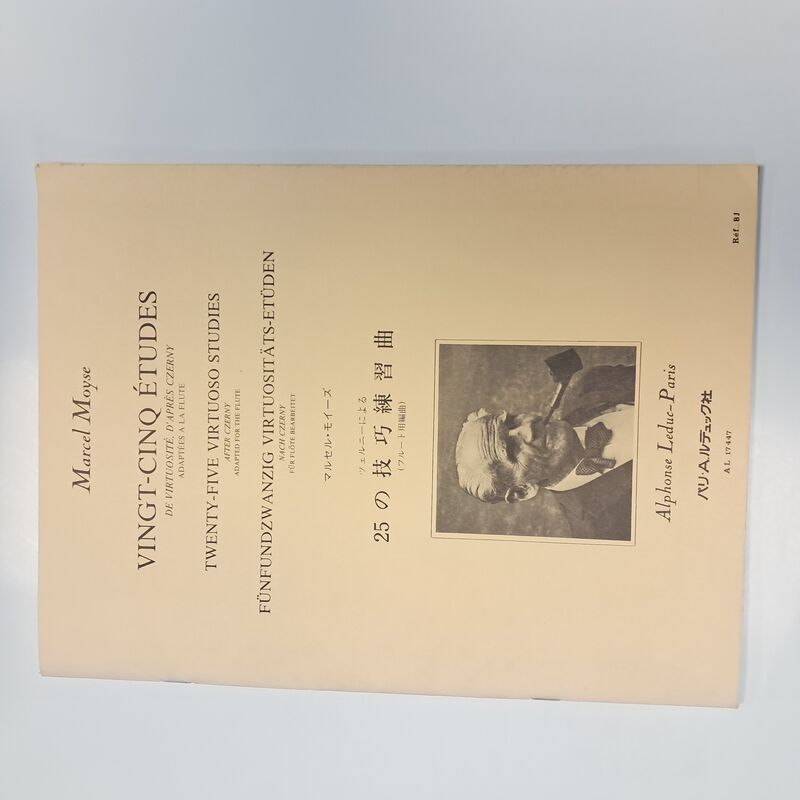 Marcel Moyse
VINGT-CINQ ÉTUDES
DE VIRTUOSITÉ, D'APRÈS CZERNY
ADAPTÉES A LA FLUTE
TWENTY-FIVE VIRTUOSO STUDIES
AFTER CZERNY
ADAPTED FOR THE FLUTE
FÜNFUNDZWANZIG VIRTUOSITÄTS-ETÜDEN
NACH CZERNY
FÜR FLÖTE BEARBEITET
マルセル・モイーズ
ツェルニーによる
25の技巧練習曲
(フルート用編曲)
Alphonse Leduc-Paris
パリ・A.ルデュック社
AL 17447
Réf.: BJ